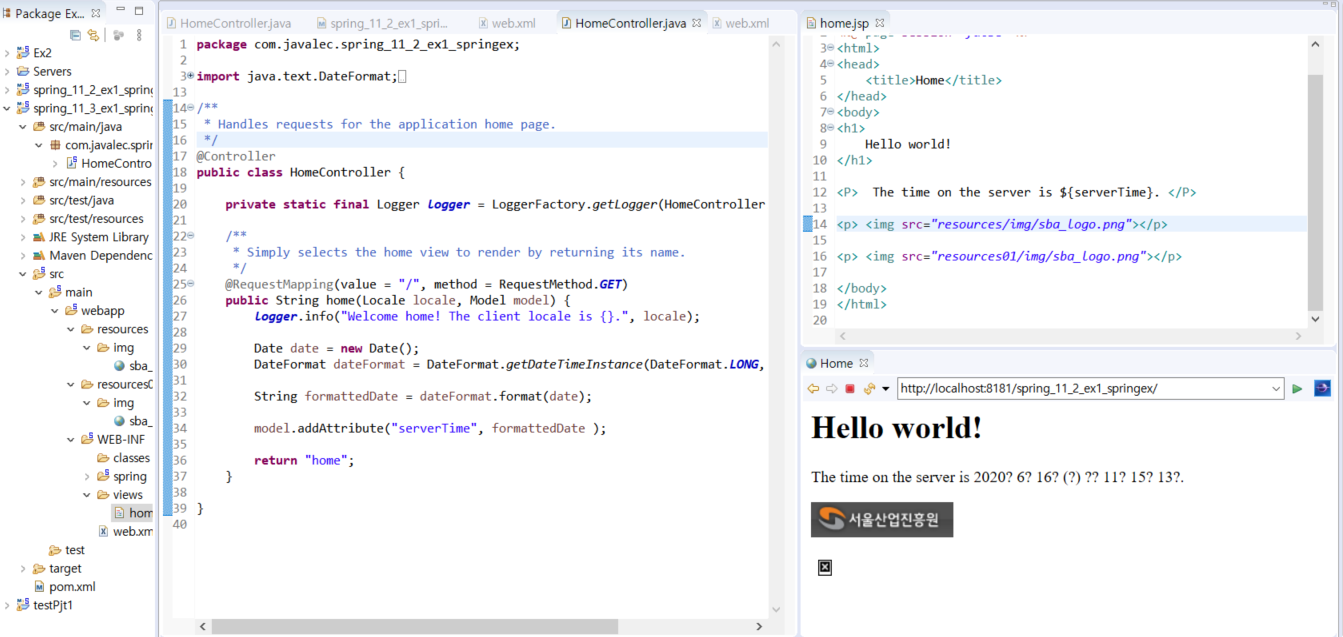 Package Ex...
Ex2
Servers
spring_11_2_ex1_spring
spring_11_3_ex1_spring
src/main/java
com.javalec.sprin
HomeContro
src/main/resources
src/test/java
src/test/resources
JRE System Library
Maven Dependenc
src
main
webapp
resources
img
sba_
resources0
img
sba_
WEB-INF
classes
spring
views
hom
web.xm
test
target
pom.xml
testPjt1
HomeController.java
spring_11_2_ex1_spri...
web.xml
HomeController.java
web.xml
1 package com.javalec.spring_11_2_ex1_springex;
2
3 import java.text.DateFormat;
13
14 /**
15 * Handles requests for the application home page.
16 */
17 @Controller
18 public class HomeController {
19
20 private static final Logger logger = LoggerFactory.getLogger(HomeController
21
22 /**
23 * Simply selects the home view to render by returning its name.
24 */
25 @RequestMapping(value = "/", method = RequestMethod.GET)
26 public String home(Locale locale, Model model) {
27 logger.info("Welcome home! The client locale is {}.", locale);
28
29 Date date = new Date();
30 DateFormat dateFormat = DateFormat.getDateTimeInstance(DateFormat.LONG,
31
32 String formattedDate = dateFormat.format(date);
33
34 model.addAttribute("serverTime", formattedDate );
35
36 return "home";
37 }
38
39 }
40
home.jsp
3 <html>
4 <head>
5 <title>Home</title>
6 </head>
7 <body>
8 <h1>
9 Hello world!
10 </h1>
11
12 <P> The time on the server is ${serverTime}. </P>
13
14 <p> <img src="resources/img/sba_logo.png"></p>
15
16 <p> <img src="resources01/img/sba_logo.png"></p>
17
18 </body>
19 </html>
20
Home
http://localhost:8181/spring_11_2_ex1_springex/
Hello world!
The time on the server is 2020? 6? 16? (?) ?? 11? 15? 13?.
서울산업진흥원